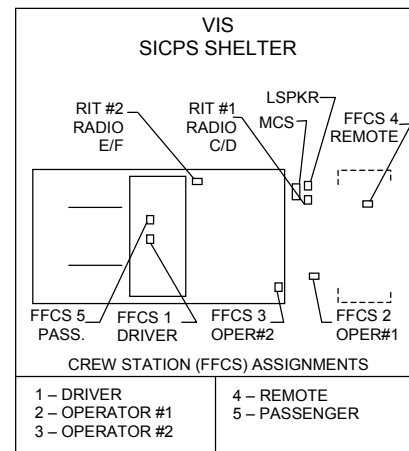 VIS
SICPS SHELTER
LSPKR
RIT #2
RADIO
E/F
RIT #1
RADIO
C/D
MCS
FFCS 4
REMOTE
FFCS 5
PASS.
FFCS 1
DRIVER
FFCS 3
OPER#2
FFCS 2
OPER#1
CREW STATION (FFCS) ASSIGNMENTS
1 – DRIVER
2 – OPERATOR #1
3 – OPERATOR #2
4 – REMOTE
5 – PASSENGER